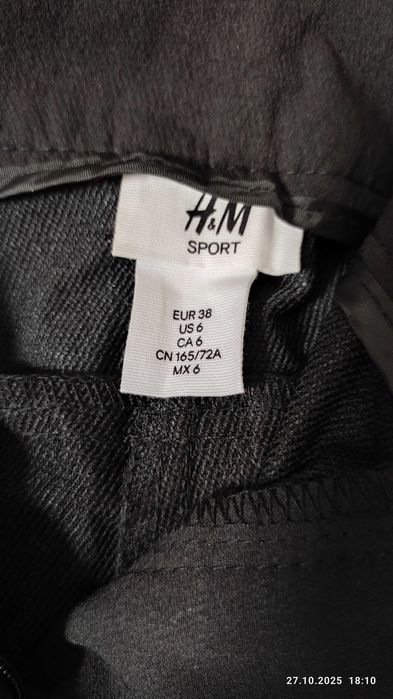 H&M
SPORT
EUR 38
US 6
CA 6
CN 165/72A
MX 6
27.10.2025 18:10